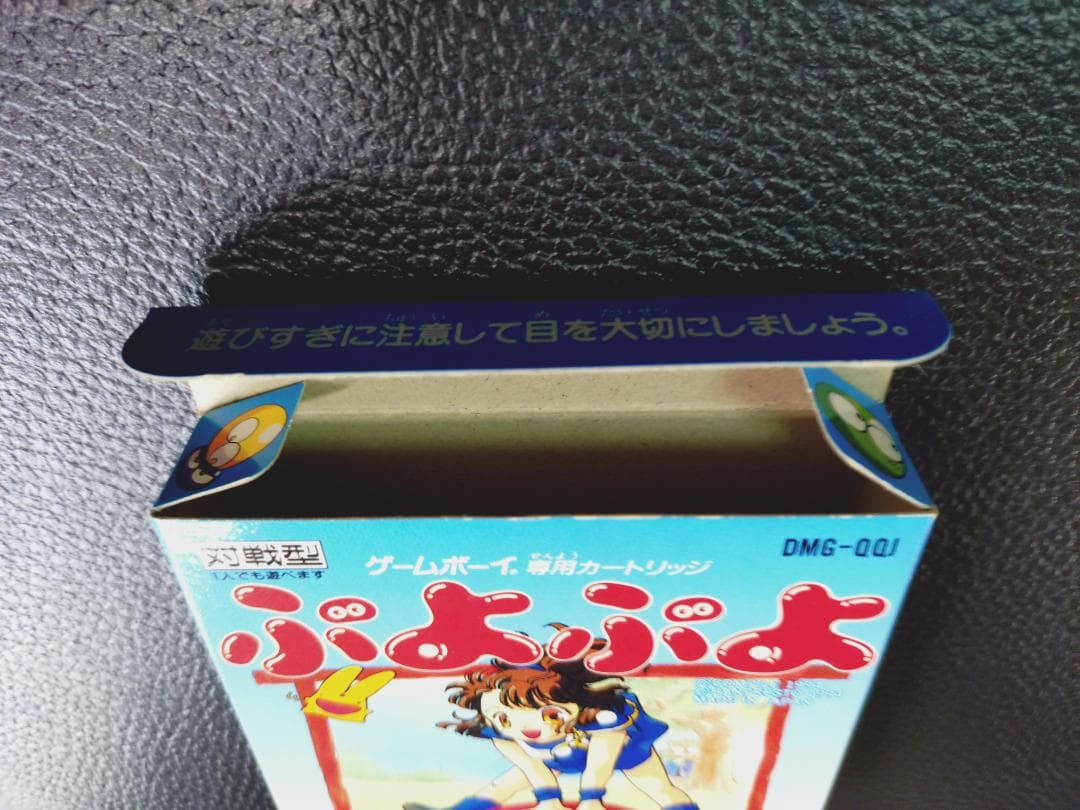 遊びすぎに注意して目を大切にしましょう。
対戦型
1人でも遊べます
ゲームボーイ® 専用カートリッジ
DMG-QQJ
ぷよぷよ